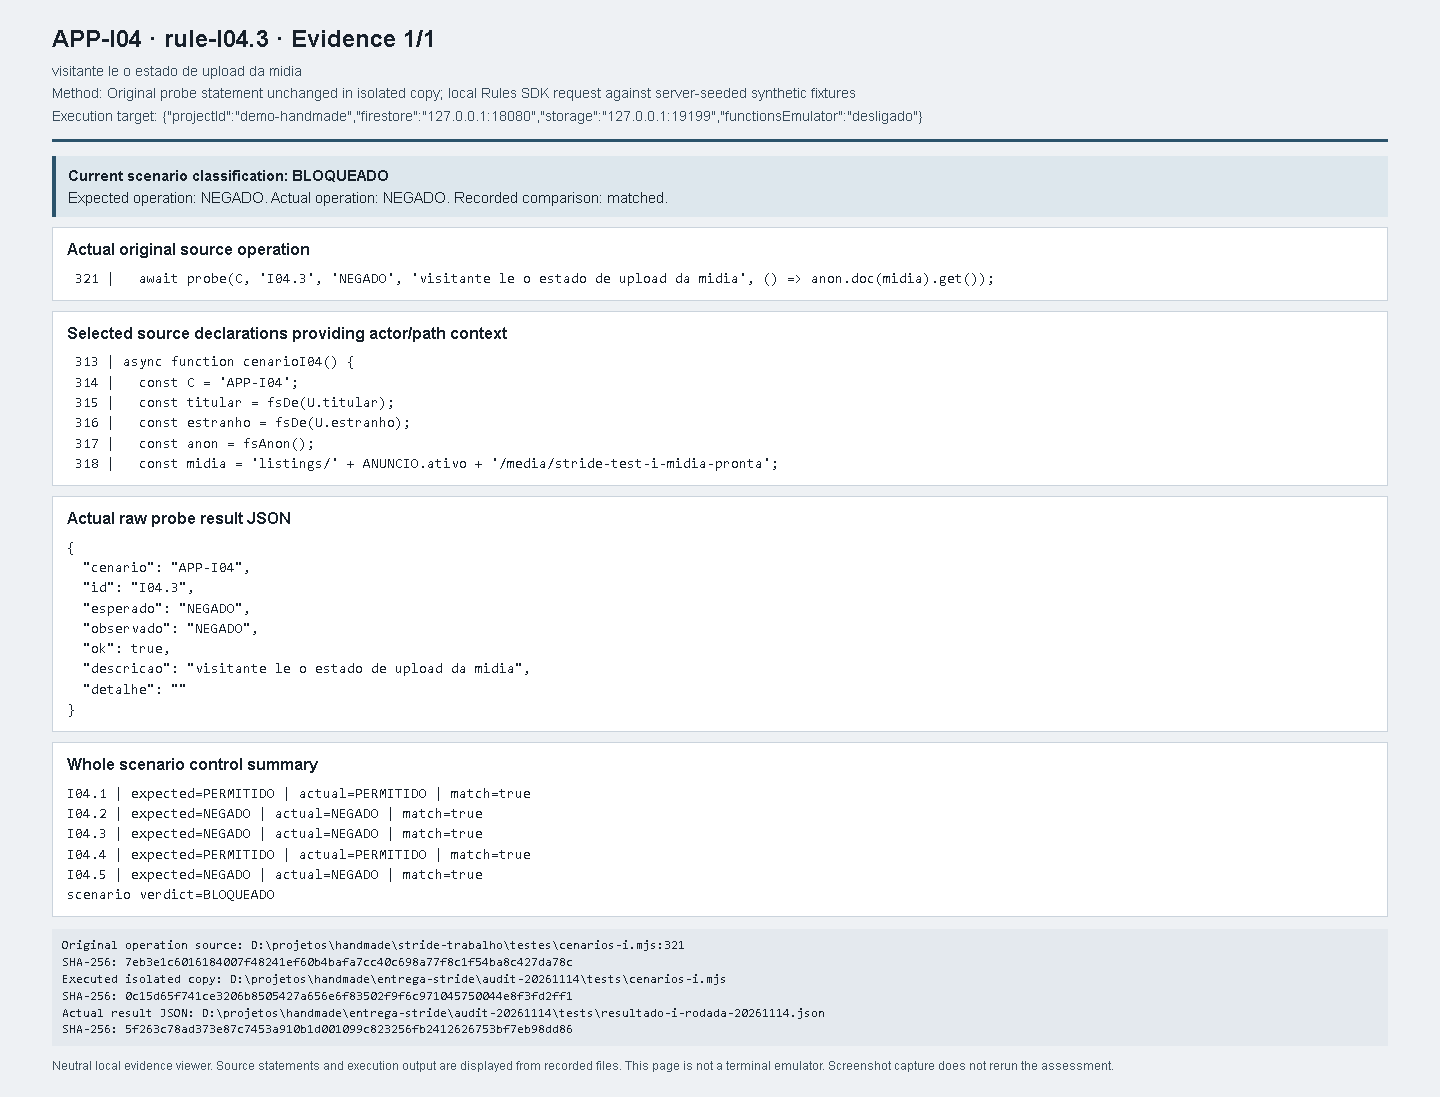 APP-I04 · rule-I04.3 · Evidence 1/1
visitante le o estado de upload da midia
Method: Original probe statement unchanged in isolated copy; local Rules SDK request against server-seeded synthetic fixtures
Execution target: {"projectId":"demo-handmade","firestore":"127.0.0.1:18080","storage":"127.0.0.1:19199","functionsEmulator":"desligado"}
Current scenario classification: BLOQUEADO
Expected operation: NEGADO. Actual operation: NEGADO. Recorded comparison: matched.
Actual original source operation
321 |   await probe(C, 'I04.3', 'NEGADO', 'visitante le o estado de upload da midia', () => anon.doc(midia).get());
Selected source declarations providing actor/path context
313 | async function cenarioI04() {
314 |   const C = 'APP-I04';
315 |   const titular = fsDe(U.titular);
316 |   const estranho = fsDe(U.estranho);
317 |   const anon = fsAnon();
318 |   const midia = 'listings/' + ANUNCIO.ativo + '/media/stride-test-i-midia-pronta';
Actual raw probe result JSON
{
  "cenario": "APP-I04",
  "id": "I04.3",
  "esperado": "NEGADO",
  "observado": "NEGADO",
  "ok": true,
  "descricao": "visitante le o estado de upload da midia",
  "detalhe": ""
}
Whole scenario control summary
I04.1 | expected=PERMITIDO | actual=PERMITIDO | match=true
I04.2 | expected=NEGADO | actual=NEGADO | match=true
I04.3 | expected=NEGADO | actual=NEGADO | match=true
I04.4 | expected=PERMITIDO | actual=PERMITIDO | match=true
I04.5 | expected=NEGADO | actual=NEGADO | match=true
scenario verdict=BLOQUEADO
Original operation source: D:\projetos\handmade\stride-trabalho\testes\cenarios-i.mjs:321
SHA-256: 7eb3e1c6016184007f48241ef60b4bafa7cc40c698a77f8c1f54ba8c427da78c
Executed isolated copy: D:\projetos\handmade\entrega-stride\audit-20261114\tests\cenarios-i.mjs
SHA-256: 0c15d65f741ce3206b8505427a656e6f83502f9f6c971045750044e8f3fd2ff1
Actual result JSON: D:\projetos\handmade\entrega-stride\audit-20261114\tests\resultado-i-rodada-20261114.json
SHA-256: 5f263c78ad373e87c7453a910b1d001099c823256fb2412626753bf7eb98dd86
Neutral local evidence viewer. Source statements and execution output are displayed from recorded files. This page is not a terminal emulator. Screenshot capture does not rerun the assessment.